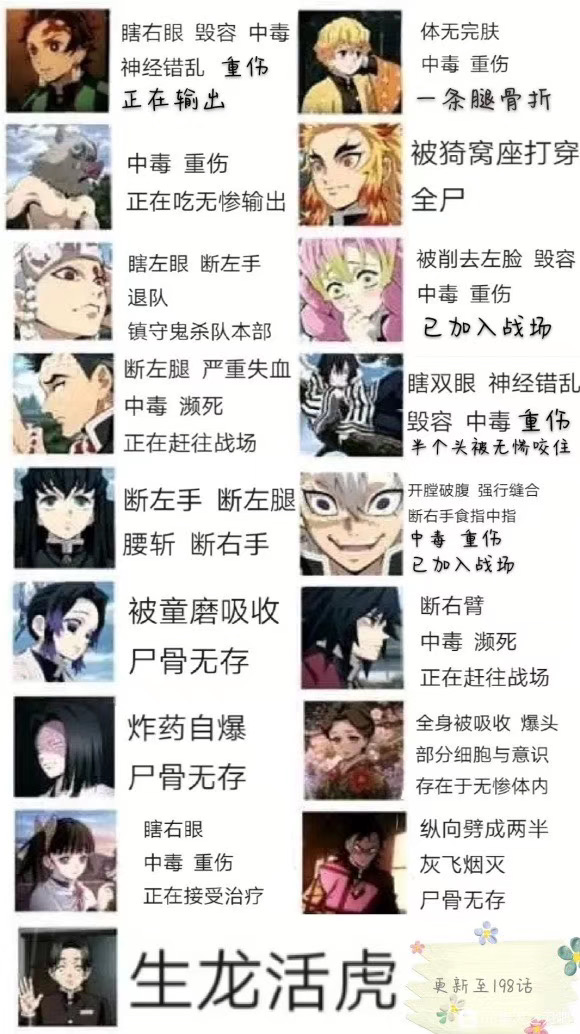 瞎右眼 毁容 中毒
神经错乱 重伤
正在输出
体无完肤
中毒 重伤
一条腿骨折
中毒 重伤
正在吃无惨输出
被猗窝座打穿
全尸
瞎左眼 断左手
退队
镇守鬼杀队本部
被削去左脸 毁容
中毒 重伤
已加入战场
断左腿 严重失血
中毒 濒死
正在赶往战场
瞎双眼 神经错乱
毁容 中毒 重伤
半个头被无惨咬住
断左手 断左腿
腰斩 断右手
开膛破腹 强行缝合
断右手食指中指
中毒 重伤
已加入战场
被童磨吸收
尸骨无存
断右臂
中毒 濒死
正在赶往战场
炸药自爆
尸骨无存
全身被吸收 爆头
部分细胞与意识
存在于无惨体内
瞎右眼
中毒 重伤
正在接受治疗
纵向劈成两半
灰飞烟灭
尸骨无存
生龙活虎
更新至198话